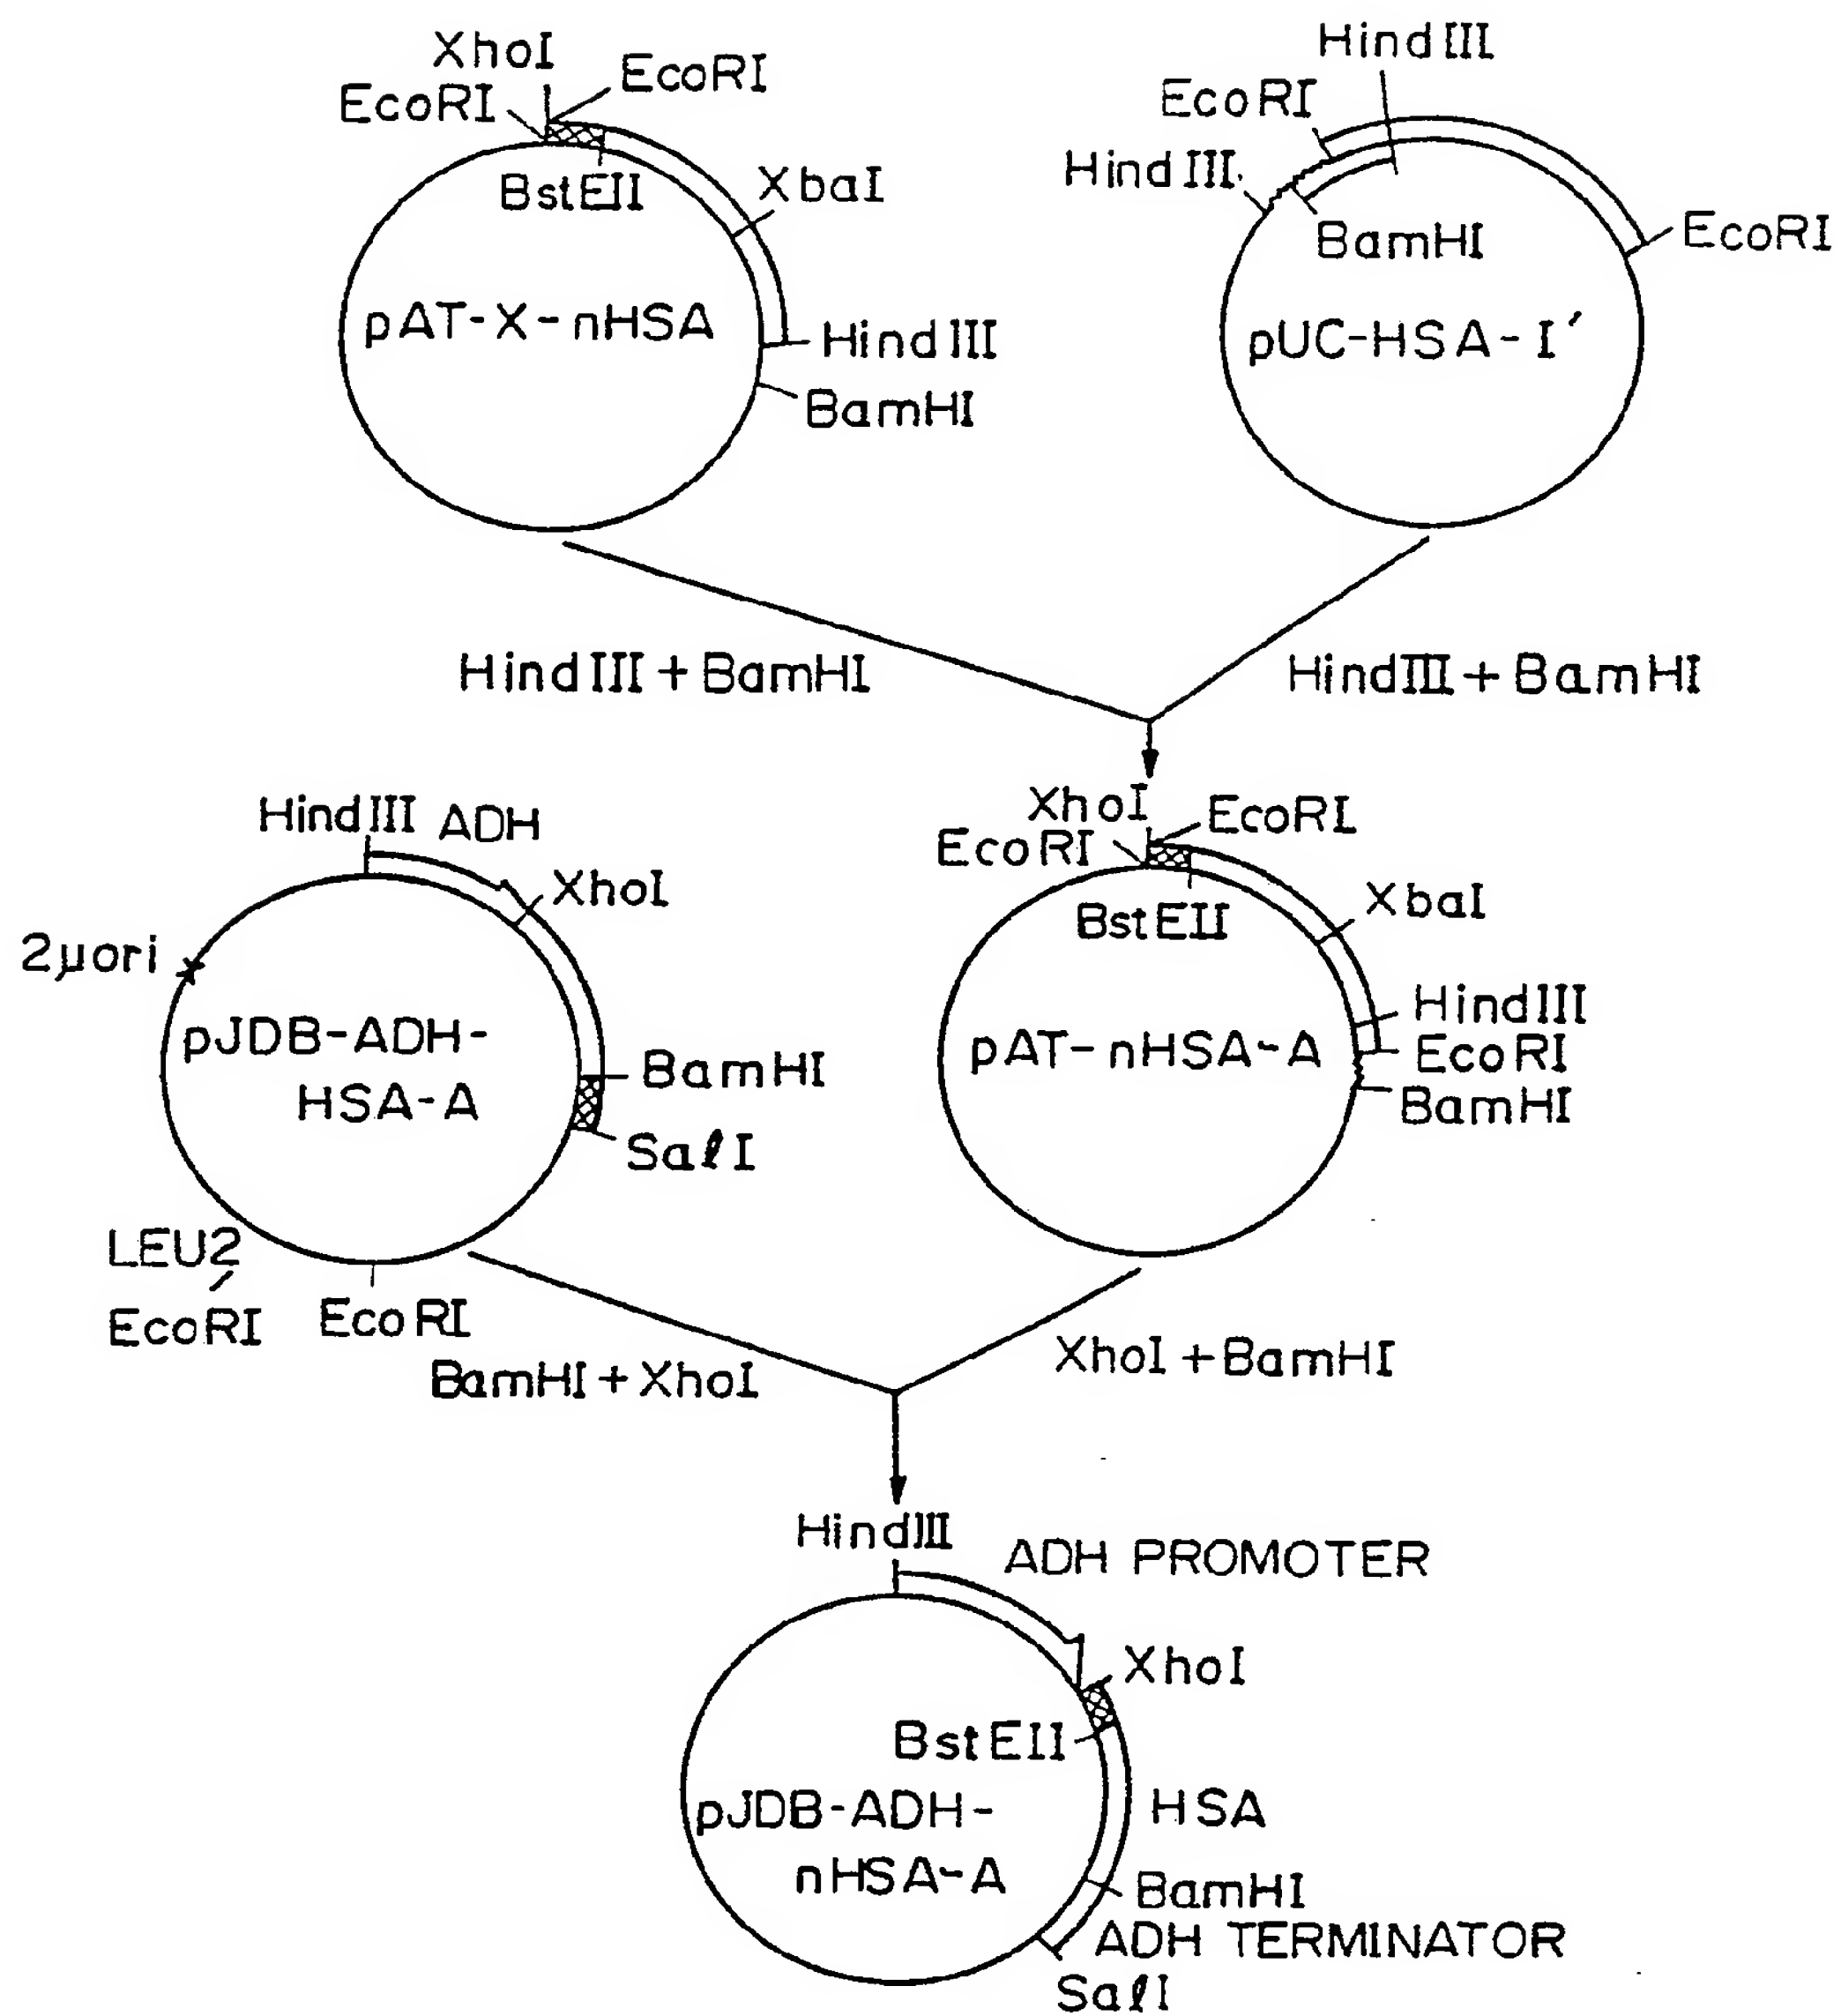 XhoI
EcoRI
EcoRI
BstEII
XbaI
pAT-X-nHSA
HindIII
BamHI
HindIII
EcoRI
HindIII
BamHI
EcoRI
pUC-HSA-I′
HindIII+BamHI
HindIII+BamHI
HindIII
ADH
XhoI
2μori
pJDB-ADH-
HSA-A
BamHI
SalI
LEU2
EcoRI
EcoRI
XhoI
EcoRI
EcoRI
BstEII
XbaI
pAT-nHSA-A
HindIII
EcoRI
BamHI
BamHI+XhoI
XhoI+BamHI
HindIII
ADH PROMOTER
XhoI
BstEII
pJDB-ADH-
nHSA-A
HSA
BamHI
ADH TERMINATOR
SalI